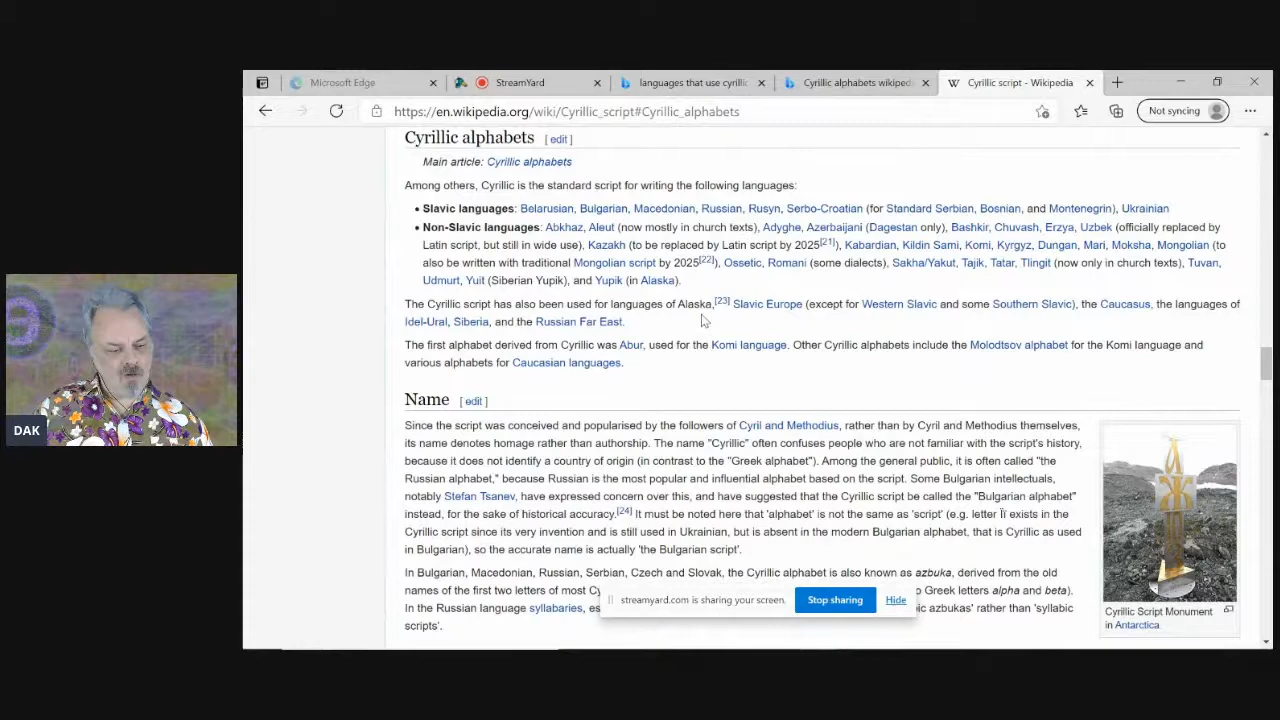 Microsoft Edge
StreamYard
languages that use cyrillic
Cyrillic alphabets wikiped
Cyrillic script - Wikipedia
https://en.wikipedia.org/wiki/Cyrillic_script#Cyrillic_alphabets
Not syncing
Cyrillic alphabets [ edit ]
Main article: Cyrillic alphabets
Among others, Cyrillic is the standard script for writing the following languages:
• Slavic languages: Belarusian, Bulgarian, Macedonian, Russian, Rusyn, Serbo-Croatian (for Standard Serbian, Bosnian, and Montenegrin), Ukrainian
• Non-Slavic languages: Abkhaz, Aleut (now mostly in church texts), Adyghe, Azerbaijani (Dagestan only), Bashkir, Chuvash, Erzya, Uzbek (officially replaced by
Latin script, but still in wide use), Kazakh (to be replaced by Latin script by 2025[21]), Kabardian, Kildin Sami, Komi, Kyrgyz, Dungan, Mari, Moksha, Mongolian (to
also be written with traditional Mongolian script by 2025[22]), Ossetic, Romani (some dialects), Sakha/Yakut, Tajik, Tatar, Tlingit (now only in church texts), Tuvan,
Udmurt, Yuit (Siberian Yupik), and Yupik (in Alaska).
The Cyrillic script has also been used for languages of Alaska,[23] Slavic Europe (except for Western Slavic and some Southern Slavic), the Caucasus, the languages of
Idel-Ural, Siberia, and the Russian Far East.
The first alphabet derived from Cyrillic was Abur, used for the Komi language. Other Cyrillic alphabets include the Molodtsov alphabet for the Komi language and
various alphabets for Caucasian languages.
Name [ edit ]
Since the script was conceived and popularised by the followers of Cyril and Methodius, rather than by Cyril and Methodius themselves,
its name denotes homage rather than authorship. The name "Cyrillic" often confuses people who are not familiar with the script's history,
because it does not identify a country of origin (in contrast to the "Greek alphabet"). Among the general public, it is often called "the
Russian alphabet," because Russian is the most popular and influential alphabet based on the script. Some Bulgarian intellectuals,
notably Stefan Tsanev, have expressed concern over this, and have suggested that the Cyrillic script be called the "Bulgarian alphabet"
instead, for the sake of historical accuracy.[24] It must be noted here that 'alphabet' is not the same as 'script' (e.g. letter Її exists in the
Cyrillic script since its very invention and is still used in Ukrainian, but is absent in the modern Bulgarian alphabet, that is Cyrillic as used
in Bulgarian), so the accurate name is actually 'the Bulgarian script'.
In Bulgarian, Macedonian, Russian, Serbian, Czech and Slovak, the Cyrillic alphabet is also known as azbuka, derived from the old
names of the first two letters of most Cy o Greek letters alpha and beta).
In the Russian language syllabaries, es ic azbukas' rather than 'syllabic
scripts'.
streamyard.com is sharing your screen.
Stop sharing
Hide
Cyrillic Script Monument
in Antarctica
DAK